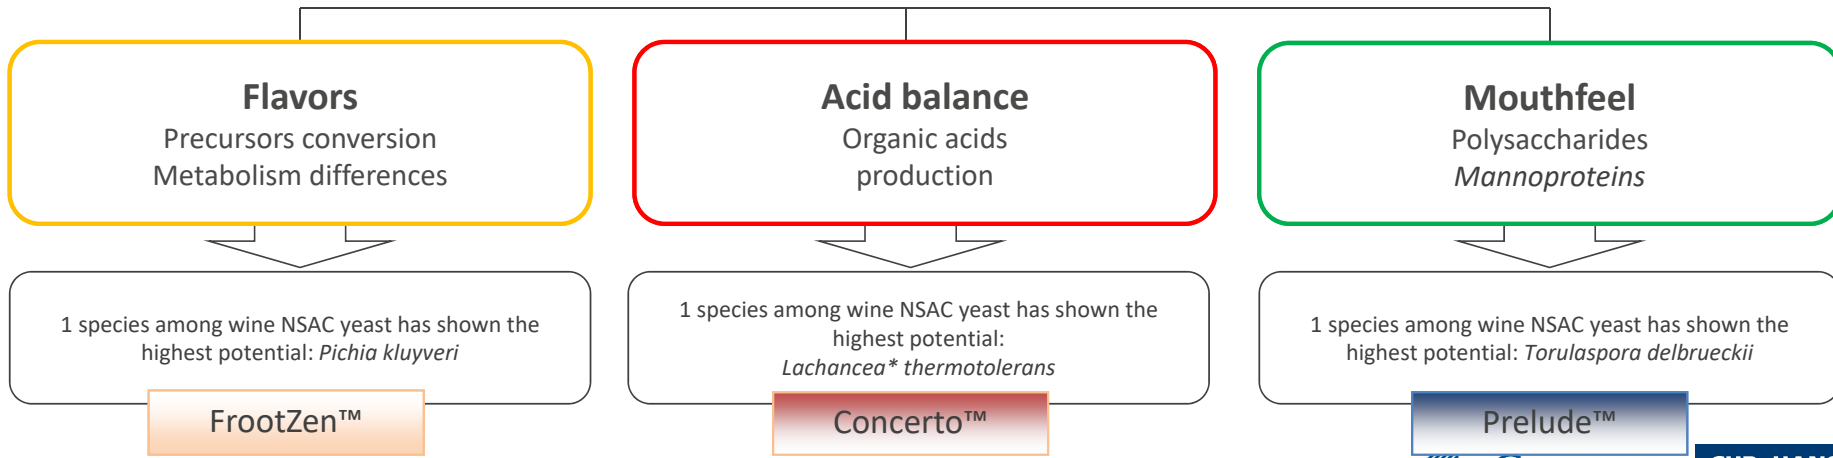 Flavors
Precursors conversion
Metabolism differences
Acid balance
Organic acids
production
Mouthfeel
Polysaccharides
Mannoproteins
1 species among wine NSAC yeast has shown the
highest potential: Pichia kluyveri
1 species among wine NSAC yeast has shown the
highest potential:
Lachancea* thermotolerans
1 species among wine NSAC yeast has shown the
highest potential: Torulaspora delbrueckii
FrootZen™
Concerto™
Prelude™